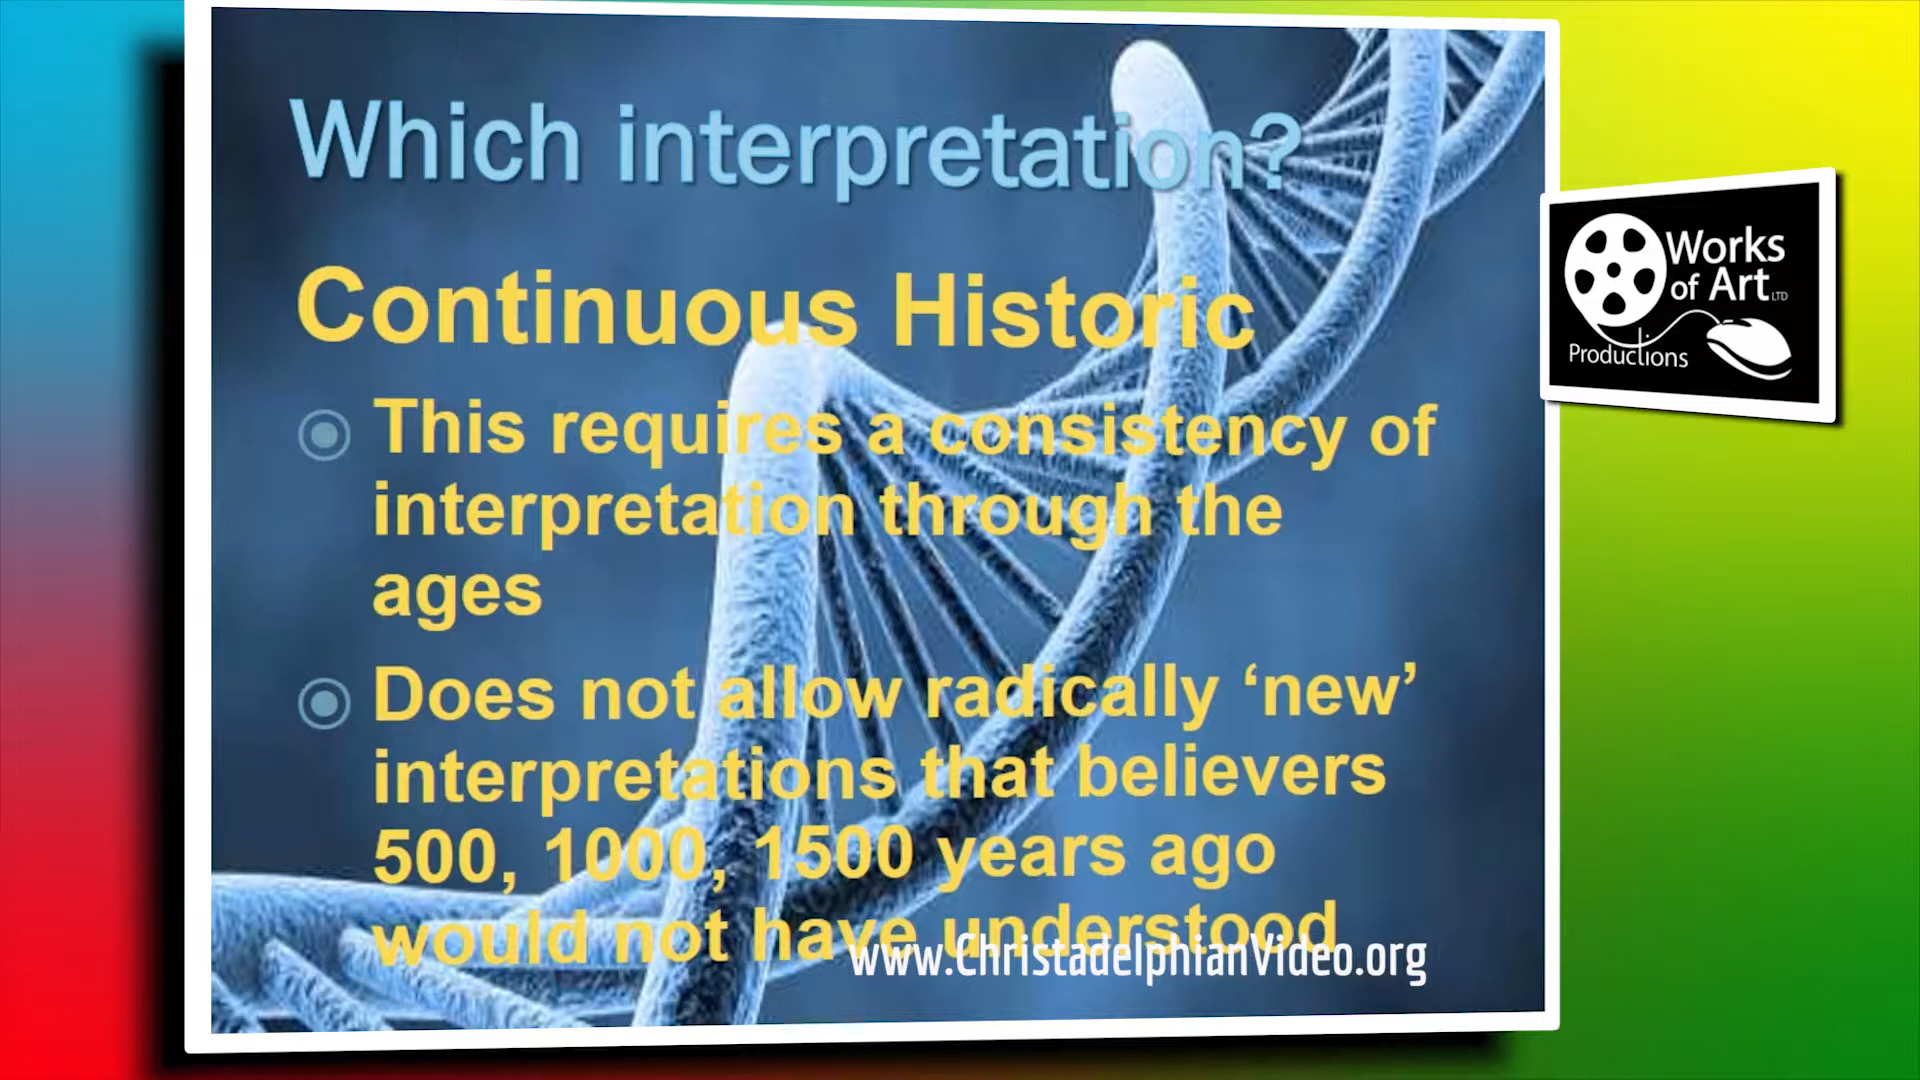 Which interpretation?
Continuous Historic
This requires a consistency of
interpretation through the
ages
Does not allow radically ‘new’
interpretations that believers
500, 1000, 1500 years ago
would not have understood
www.ChristadelphianVideo.org
Works
of Art LTD
Productions